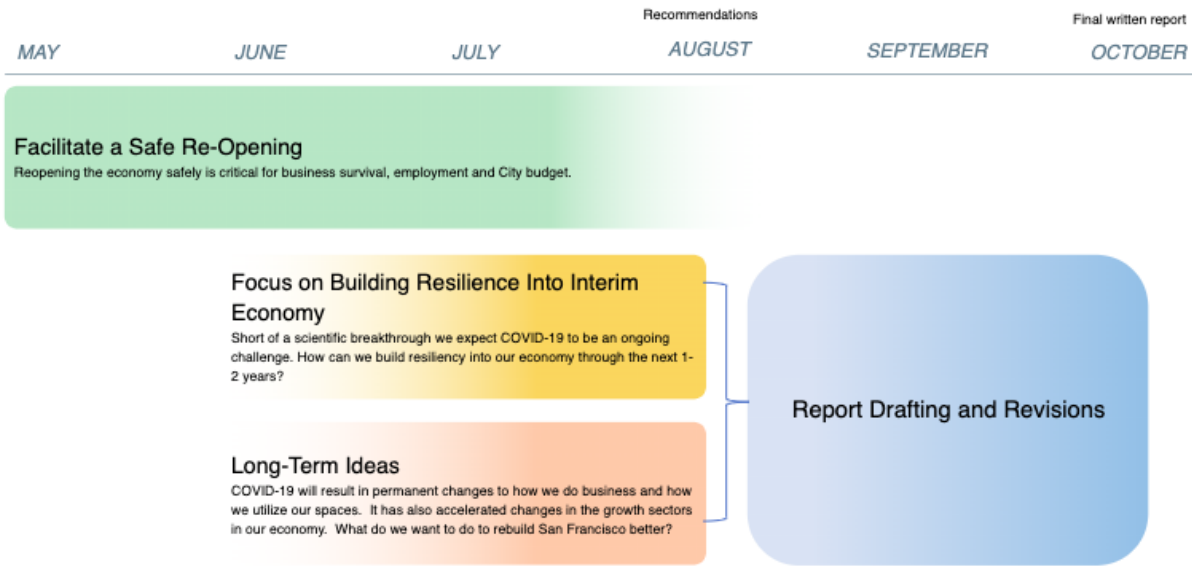 Recommendations
Final written report
MAY
JUNE
JULY
AUGUST
SEPTEMBER
OCTOBER
Facilitate a Safe Re-Opening
Reopening the economy safely is critical for business survival, employment and City budget.
Focus on Building Resilience Into Interim
Economy
Short of a scientific breakthrough we expect COVID-19 to be an ongoing
challenge. How can we build resiliency into our economy through the next 1-
2 years?
Long-Term Ideas
COVID-19 will result in permanent changes to how we do business and how
we utilize our spaces.  It has also accelerated changes in the growth sectors
in our economy.  What do we want to do to rebuild San Francisco better?
Report Drafting and Revisions